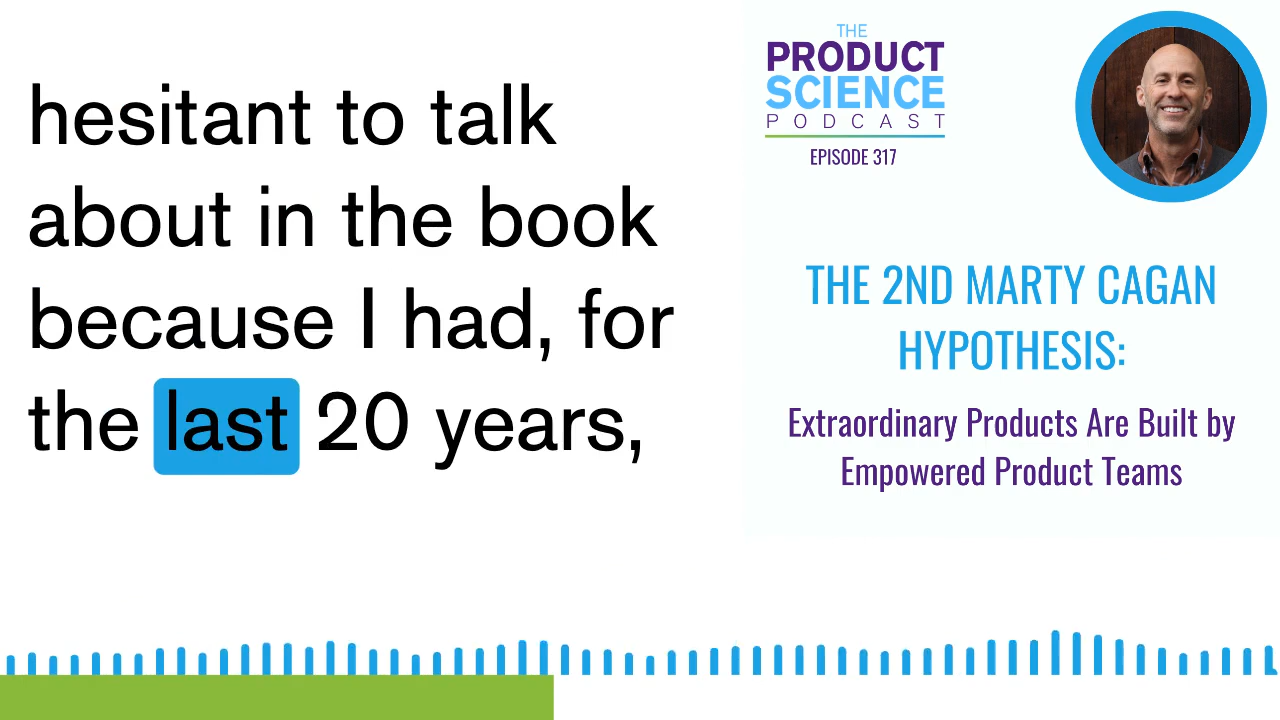 hesitant to talk
about in the book
because I had, for
the last 20 years,
THE
PRODUCT
SCIENCE
PODCAST
EPISODE 317
THE 2ND MARTY CAGAN
HYPOTHESIS:
Extraordinary Products Are Built by
Empowered Product Teams